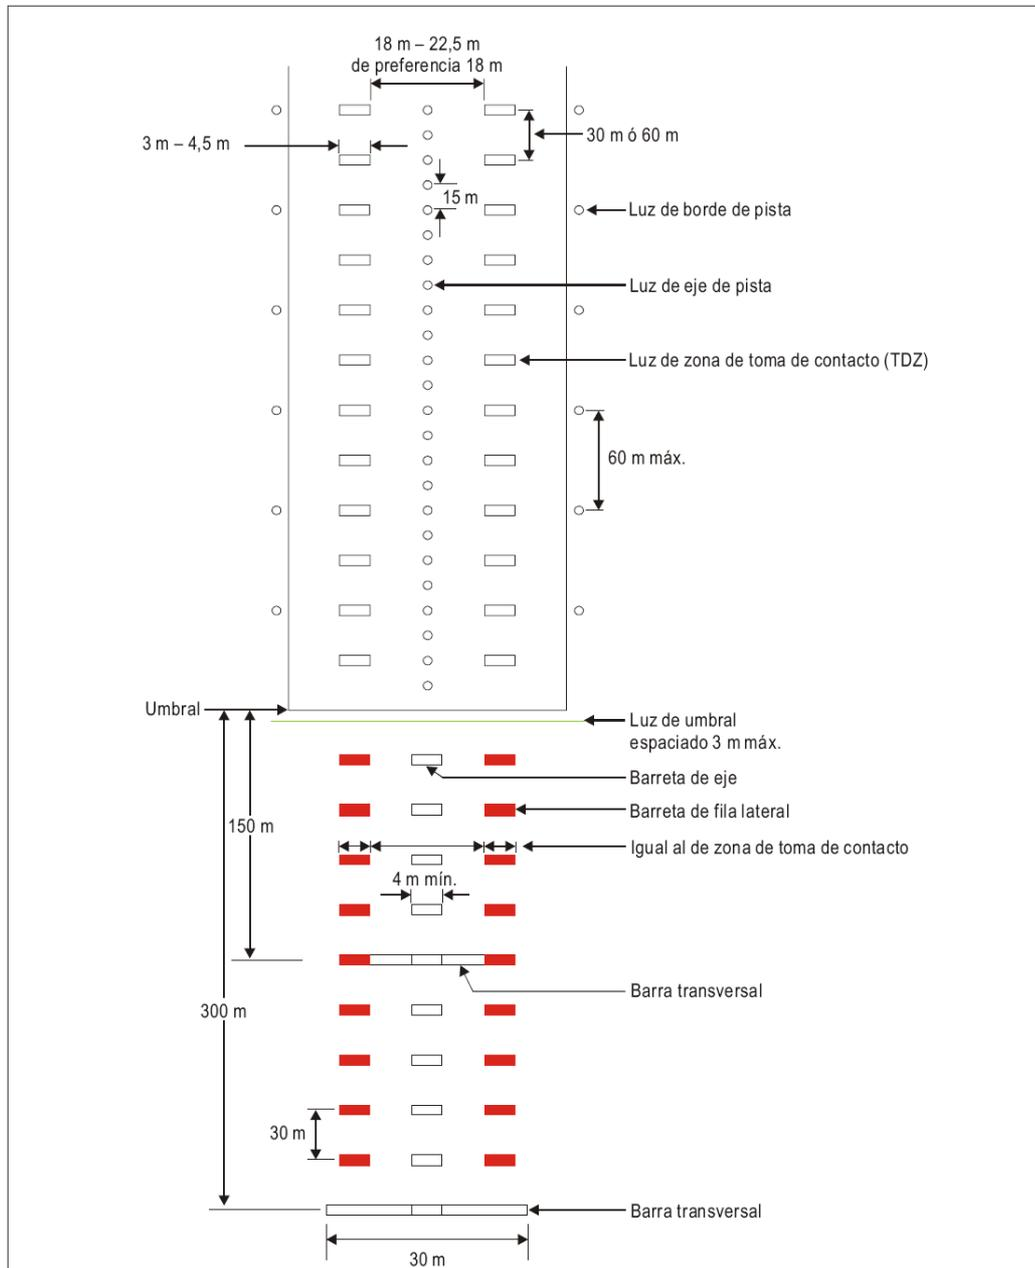 18 m – 22,5 m
de preferencia 18 m
3 m – 4,5 m
30 m ó 60 m
15 m
Luz de borde de pista
Luz de eje de pista
Luz de zona de toma de contacto (TDZ)
60 m máx.
Umbral
Luz de umbral
espaciado 3 m máx.
Barreta de eje
Barreta de fila lateral
150 m
Igual al de zona de toma de contacto
4 m mín.
Barra transversal
300 m
30 m
Barra transversal
30 m